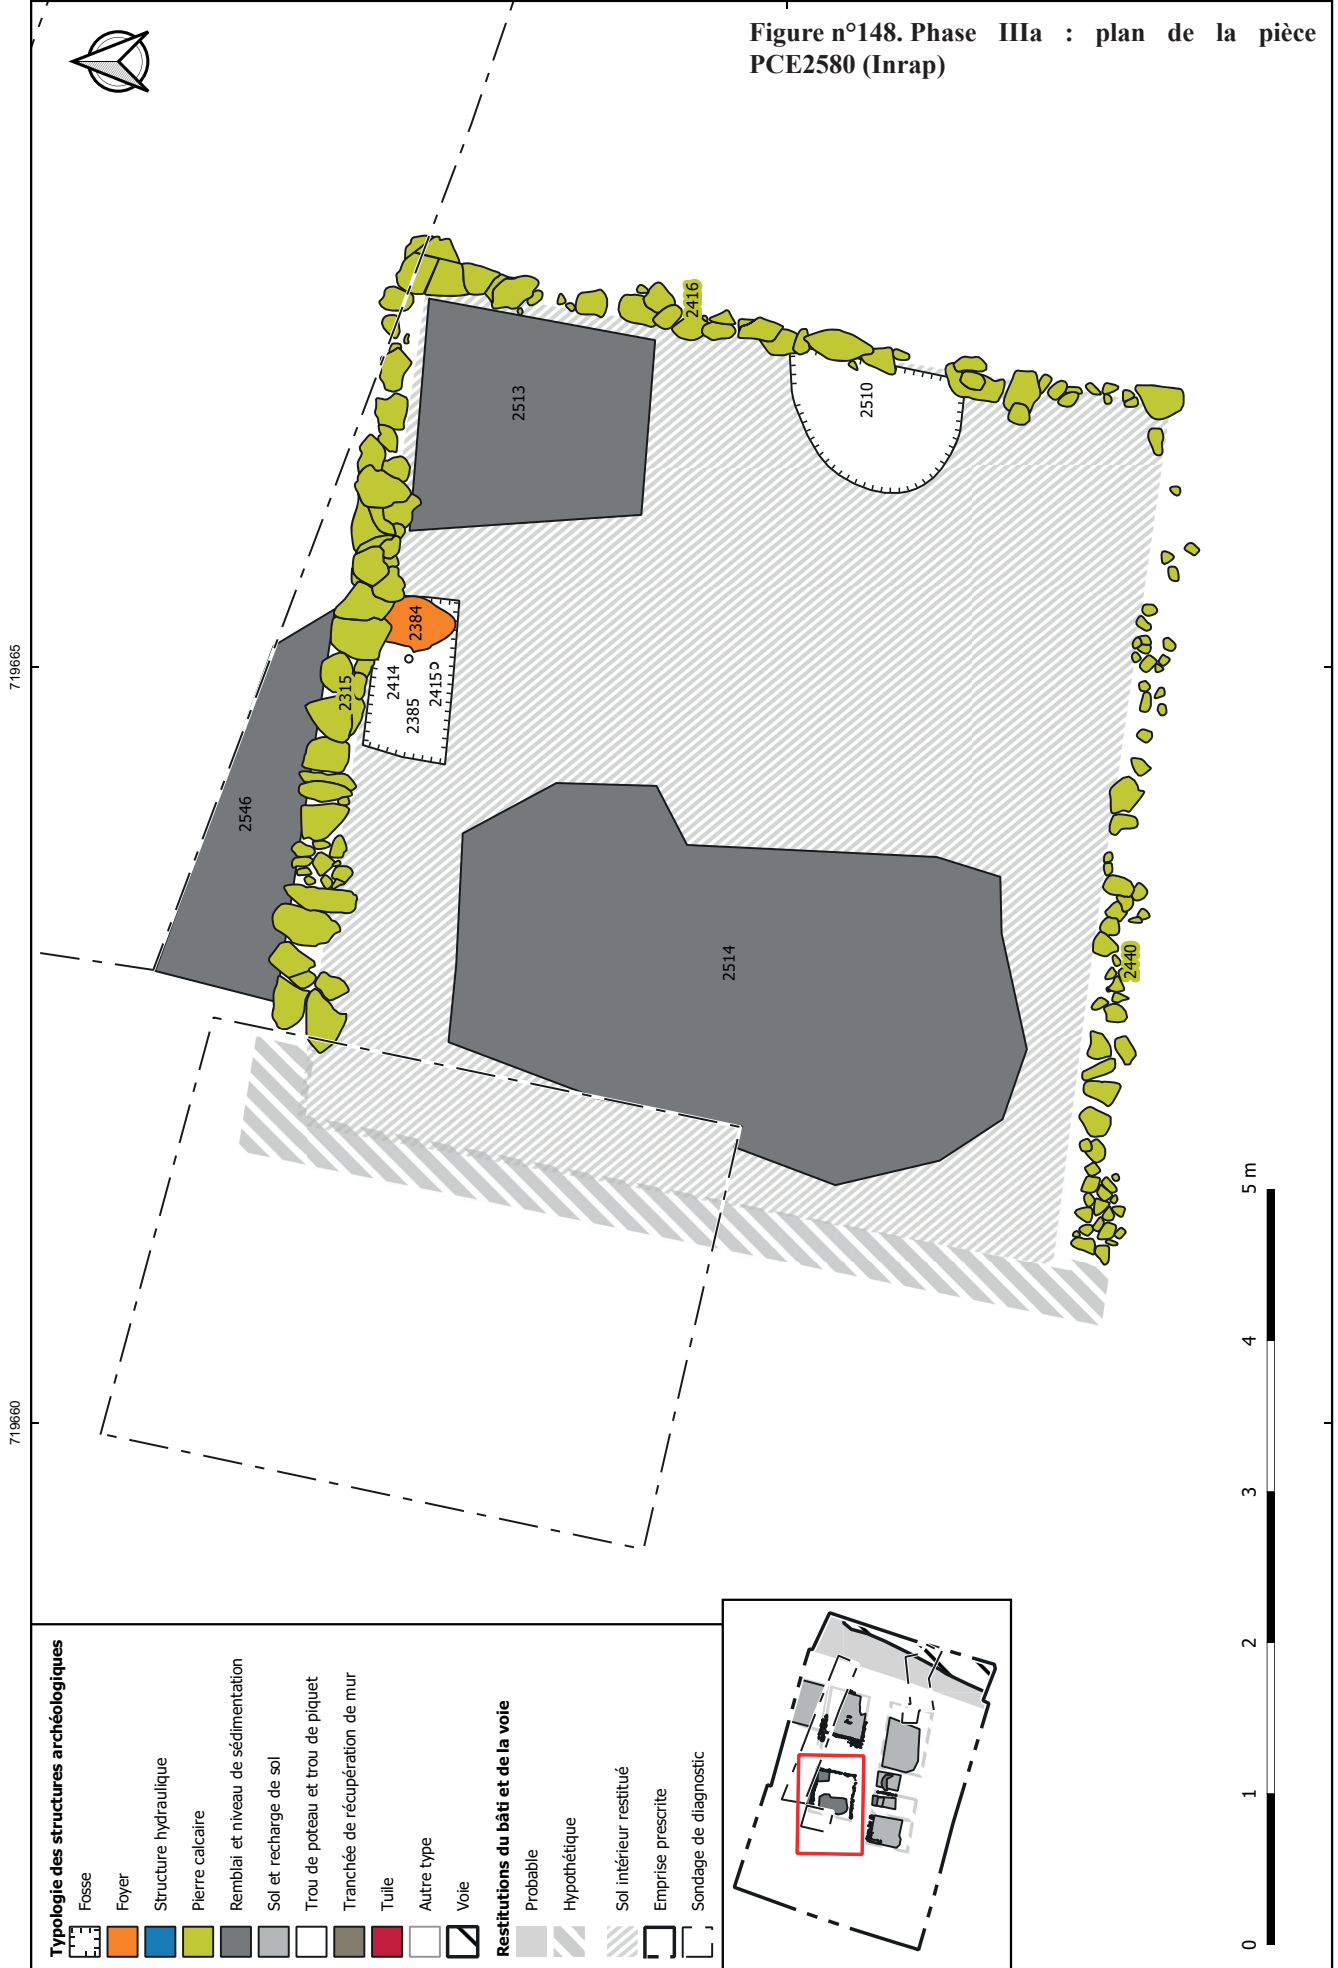 Figure n°148. Phase IIIa : plan de la pièce
PCE2580 (Inrap)
719665
719660
2416
2513
2510
2384
2414
2415
2385
2315
2546
2514
2440
Typologie des structures archéologiques
Fosse
Foyer
Structure hydraulique
Pierre calcaire
Remblai et niveau de sédimentation
Sol et recharge de sol
Trou de poteau et trou de piquet
Tranchée de récupération de mur
Tuile
Autre type
Voie
Restitutions du bâti et de la voie
Probable
Hypothétique
Sol intérieur restitué
Emprise prescrite
Sondage de diagnostic
0
1
2
3
4
5 m